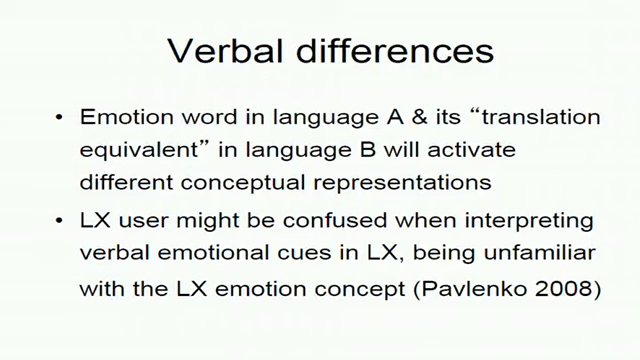 Verbal differences
• Emotion word in language A & its “translation
equivalent” in language B will activate
different conceptual representations
• LX user might be confused when interpreting
verbal emotional cues in LX, being unfamiliar
with the LX emotion concept (Pavlenko 2008)